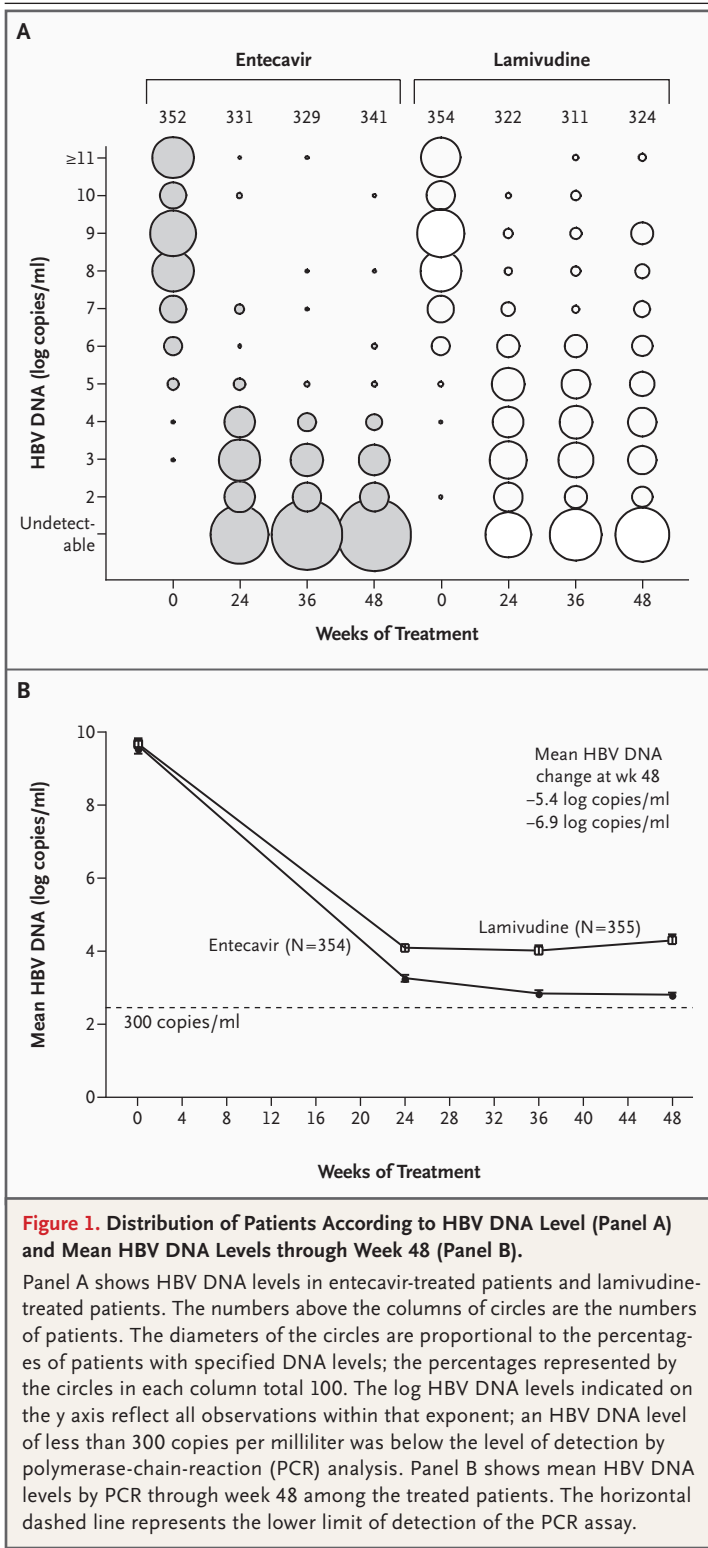 A
Entecavir Lamivudine
352 331 329 341 354 322 311 324
HBV DNA (log copies/ml)
≥11
10
9
8
7
6
5
4
3
2
Undetect-
able
0 24 36 48 0 24 36 48
Weeks of Treatment
B
Mean HBV DNA (log copies/ml)
10
8
6
4
2
0
Mean HBV DNA
change at wk 48
–5.4 log copies/ml
–6.9 log copies/ml
Lamivudine (N=355)
Entecavir (N=354)
300 copies/ml
0 4 8 12 16 20 24 28 32 36 40 44 48
Weeks of Treatment
Figure 1. Distribution of Patients According to HBV DNA Level (Panel A)
and Mean HBV DNA Levels through Week 48 (Panel B).
Panel A shows HBV DNA levels in entecavir-treated patients and lamivudine-
treated patients. The numbers above the columns of circles are the numbers
of patients. The diameters of the circles are proportional to the percentag-
es of patients with specified DNA levels; the percentages represented by
the circles in each column total 100. The log HBV DNA levels indicated on
the y axis reflect all observations within that exponent; an HBV DNA level
of less than 300 copies per milliliter was below the level of detection by
polymerase-chain-reaction (PCR) analysis. Panel B shows mean HBV DNA
levels by PCR through week 48 among the treated patients. The horizontal
dashed line represents the lower limit of detection of the PCR assay.